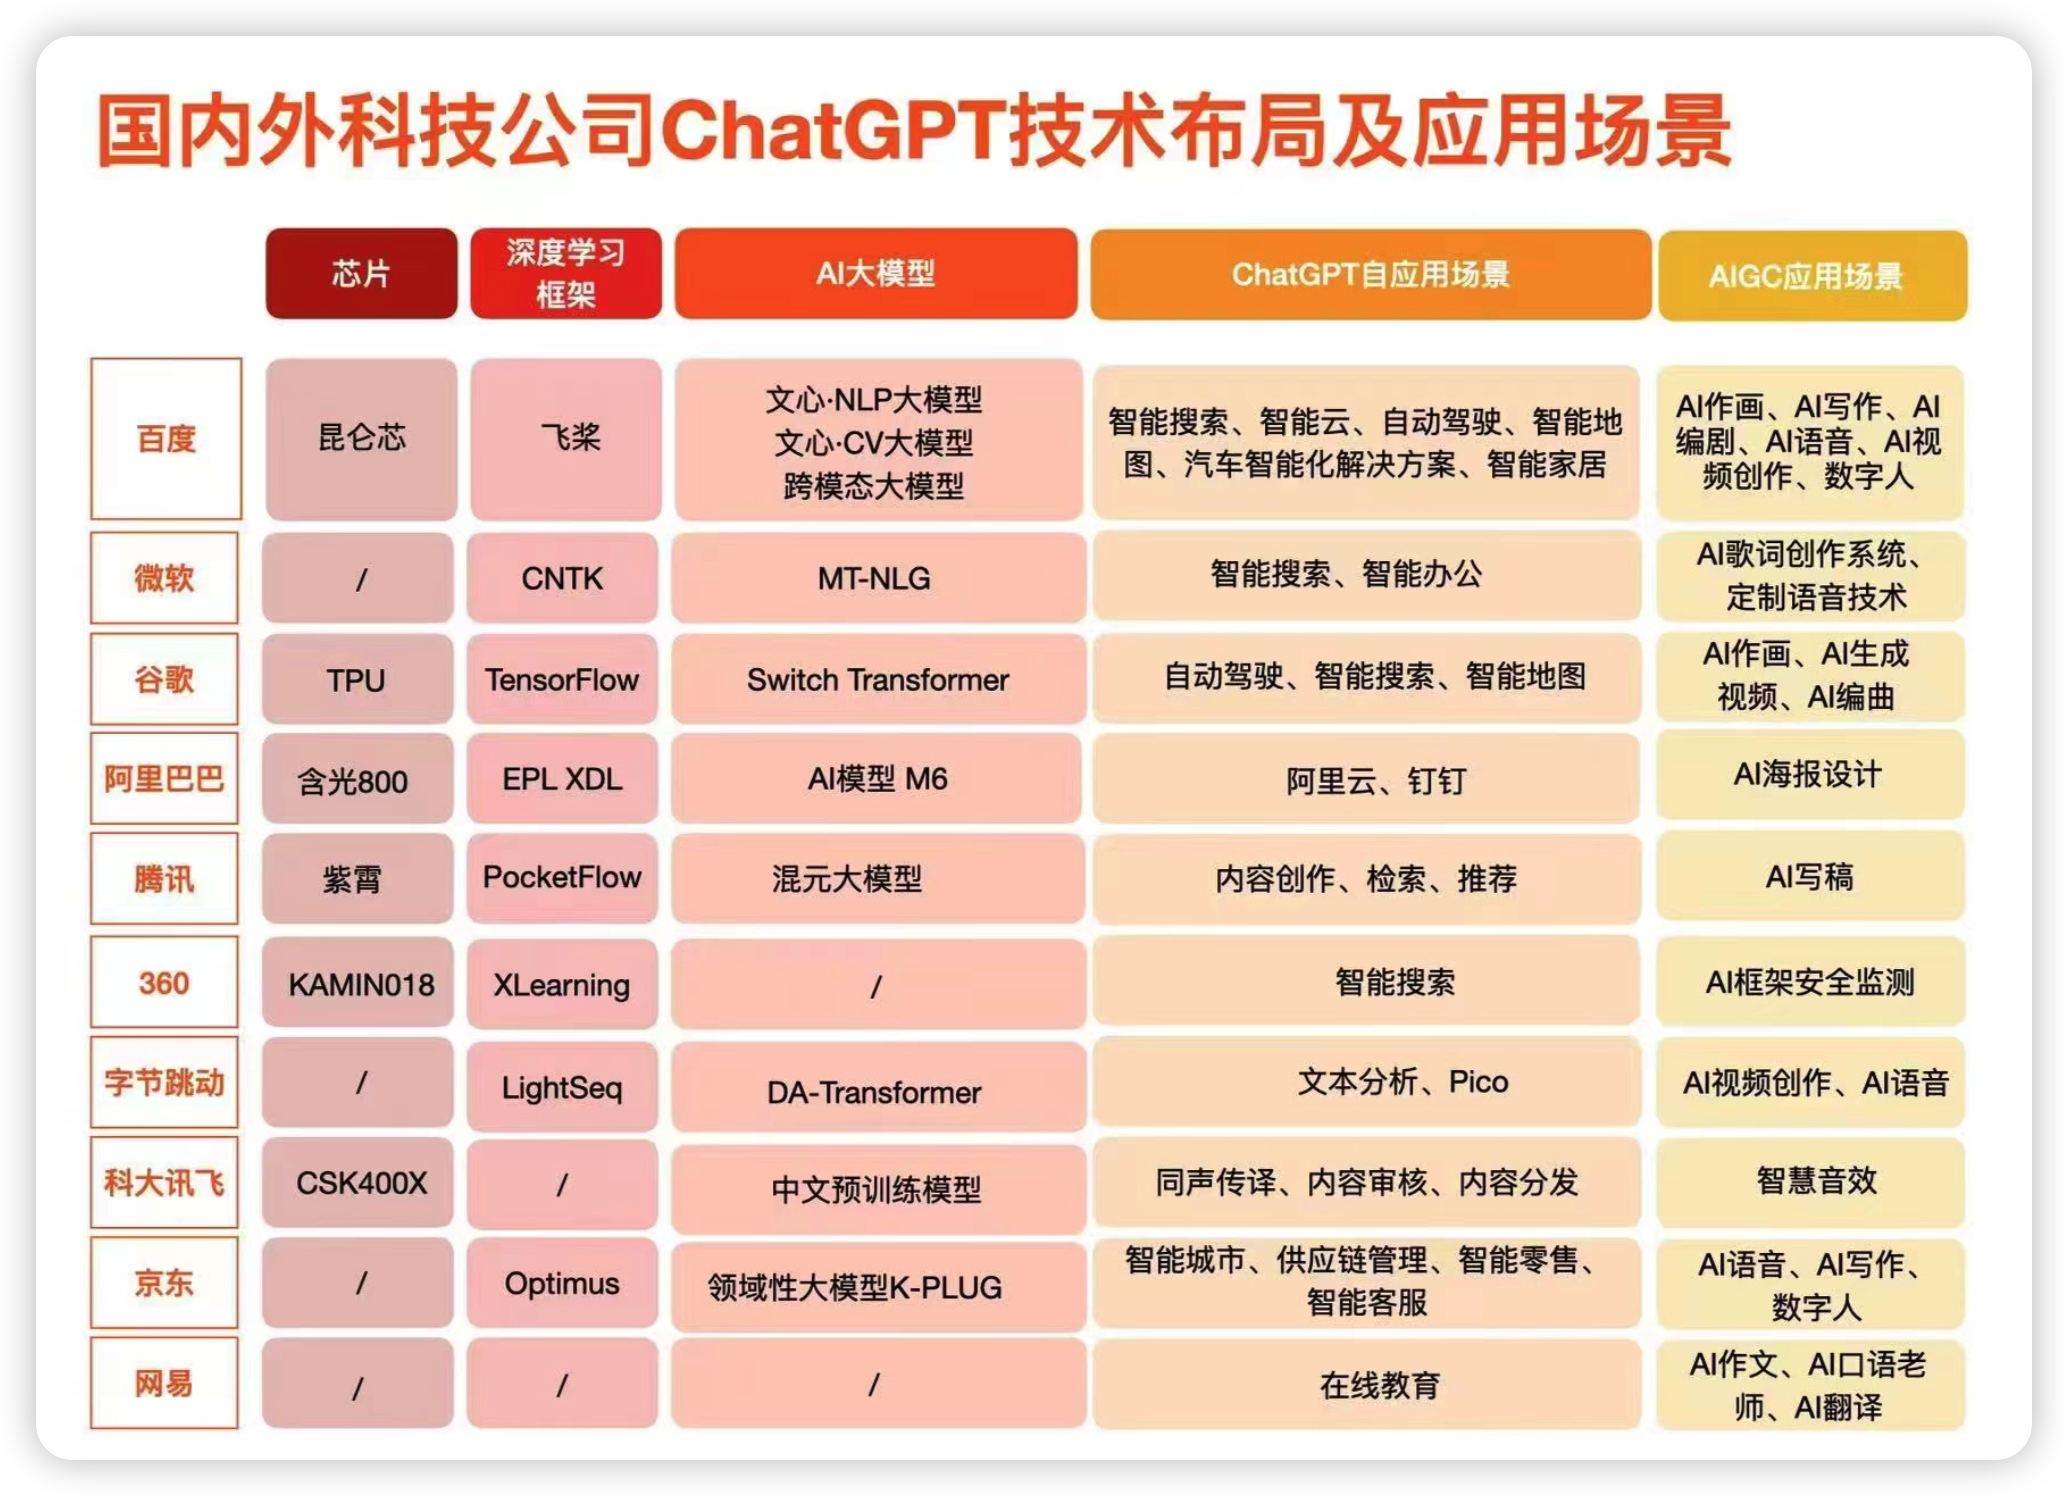 国内外科技公司ChatGPT技术布局及应用场景
芯片
深度学习
框架
AI大模型
ChatGPT自应用场景
AIGC应用场景
百度
昆仑芯
飞桨
文心·NLP大模型
文心·CV大模型
跨模态大模型
智能搜索、智能云、自动驾驶、智能地
图、汽车智能化解决方案、智能家居
AI作画、AI写作、AI
编剧、AI语音、AI视
频创作、数字人
微软
/
CNTK
MT-NLG
智能搜索、智能办公
AI歌词创作系统、
定制语音技术
谷歌
TPU
TensorFlow
Switch Transformer
自动驾驶、智能搜索、智能地图
AI作画、AI生成
视频、AI编曲
阿里巴巴
含光800
EPL XDL
AI模型 M6
阿里云、钉钉
AI海报设计
腾讯
紫霄
PocketFlow
混元大模型
内容创作、检索、推荐
AI写稿
360
KAMIN018
XLearning
/
智能搜索
AI框架安全监测
字节跳动
/
LightSeq
DA-Transformer
文本分析、Pico
AI视频创作、AI语音
科大讯飞
CSK400X
/
中文预训练模型
同声传译、内容审核、内容分发
智慧音效
京东
/
Optimus
领域性大模型K-PLUG
智能城市、供应链管理、智能零售、
智能客服
AI语音、AI写作、
数字人
网易
/
/
/
在线教育
AI作文、AI口语老
师、AI翻译